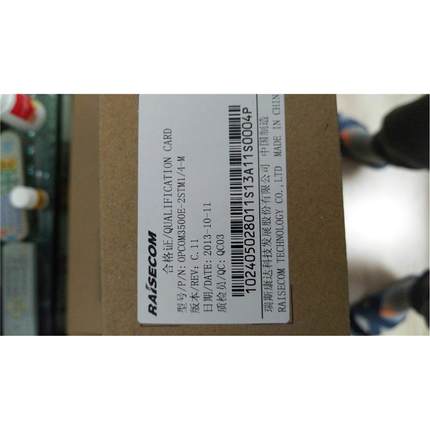 RAISECOM
合格证/QUALIFICATION CARD
型号/P/N: OPCOM3500E-2STM1/4-M
版本/REV: C.11
日期/DATE: 2013-10-11
质检员/QC: QC03
102405028011S13A11S0004P
瑞斯康达科技发展股份有限公司 中国制造
RAISECOM TECHNOLOGY CO.,LTD MADE IN CHINA